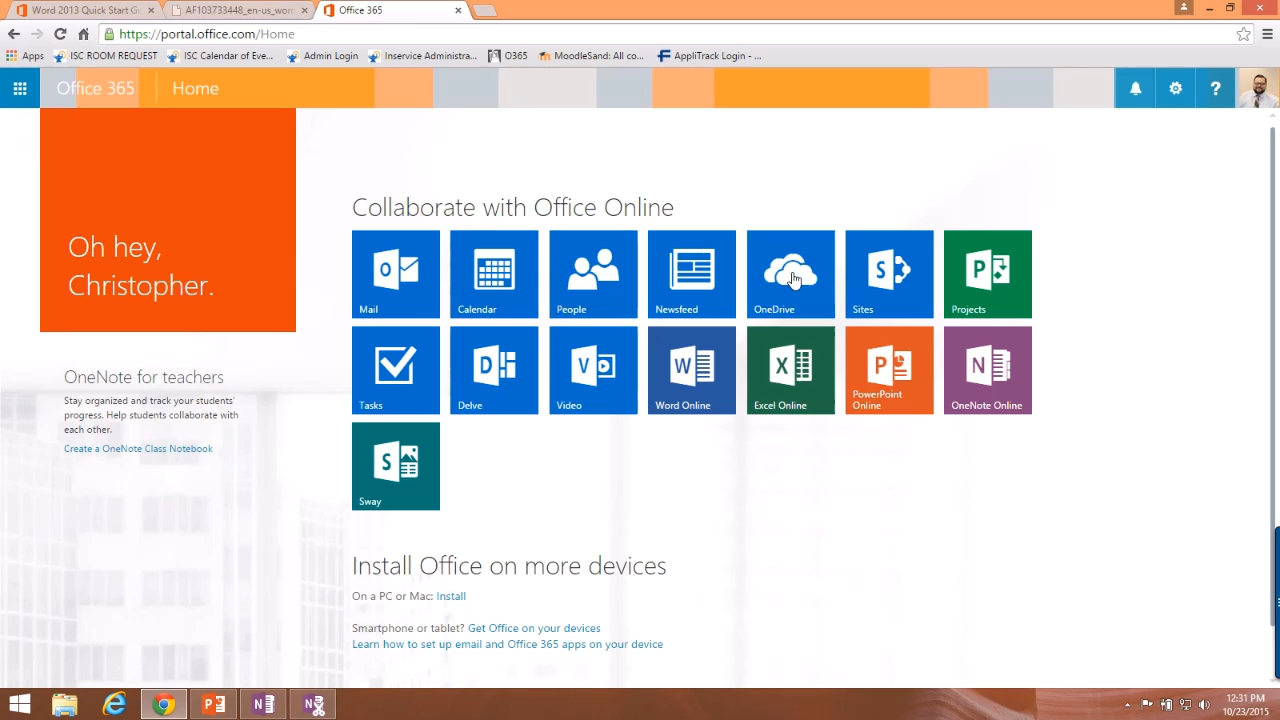 Word 2013 Quick Start G
AF103733448_en-us_wor
Office 365
https://portal.office.com/Home
Apps
ISC ROOM REQUEST
ISC Calendar of Eve...
Admin Login
Inservice Administra...
O365
MoodleSand: All co...
AppliTrack Login - ...
Office 365
Home
?
Oh hey,
Christopher.
OneNote for teachers
Stay organized and track your students'
progress. Help students collaborate with
each other.
Create a OneNote Class Notebook
Collaborate with Office Online
Mail
Calendar
People
Newsfeed
OneDrive
Sites
Projects
Tasks
Delve
Video
Word Online
Excel Online
PowerPoint
Online
OneNote Online
Sway
Install Office on more devices
On a PC or Mac: Install
Smartphone or tablet? Get Office on your devices
Learn how to set up email and Office 365 apps on your device
12:31 PM
10/23/2015